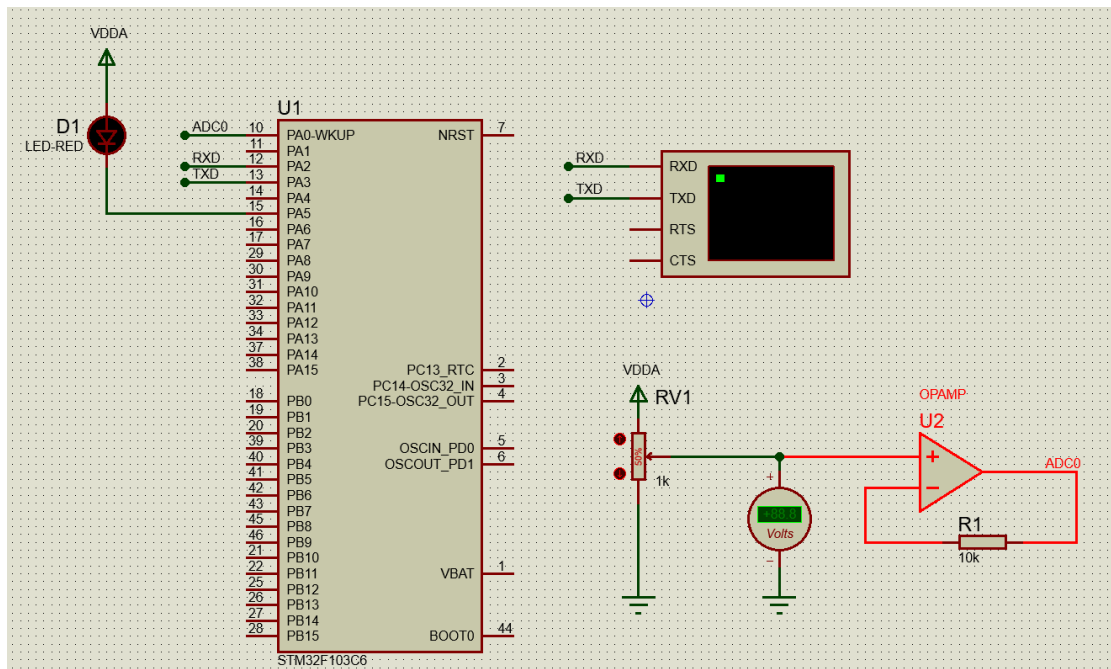 VDDA
D1
LED-RED
U1
ADC0 10 PA0-WKUP NRST 7
11 PA1
RXD 12 PA2
TXD 13 PA3
14 PA4
15 PA5
16 PA6
17 PA7
29 PA8
30 PA9
31 PA10
32 PA11
33 PA12
34 PA13
37 PA14
38 PA15 PC13_RTC 2
PC14-OSC32_IN 3
18 PB0 PC15-OSC32_OUT 4
19 PB1
20 PB2
39 PB3 OSCIN_PD0 5
40 PB4 OSCOUT_PD1 6
41 PB5
42 PB6
43 PB7
45 PB8
46 PB9
21 PB10
22 PB11 VBAT 1
25 PB12
26 PB13
27 PB14
28 PB15 BOOT0 44
STM32F103C6
RXD RXD
TXD TXD
RTS
CTS
VDDA
RV1
50%
1k
+
+88.8
Volts
−
OPAMP
U2
+
−
ADC0
R1
10k